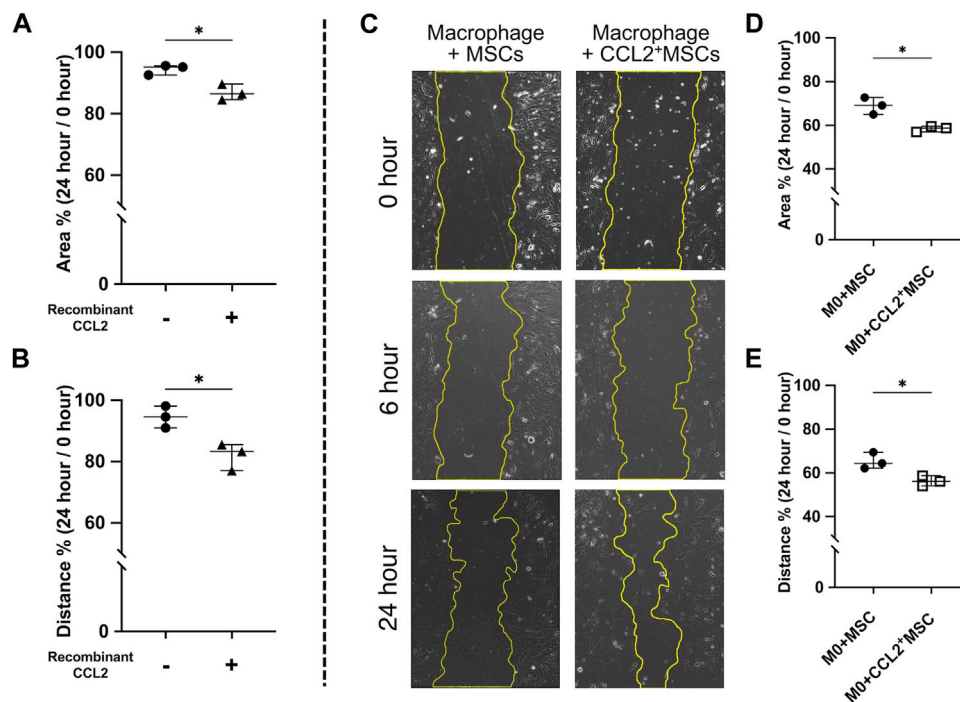 A
*
100
80
60
0
Area % (24 hour / 0 hour)
Recombinant
CCL2
-
+
B
*
100
80
60
0
Distance % (24 hour / 0 hour)
Recombinant
CCL2
-
+
C
Macrophage
+ MSCs
Macrophage
+ CCL2⁺MSCs
0 hour
6 hour
24 hour
D
*
100
80
60
40
0
Area % (24 hour / 0 hour)
M0+MSC
M0+CCL2⁺MSC
E
*
100
80
60
40
0
Distance % (24 hour / 0 hour)
M0+MSC
M0+CCL2⁺MSC